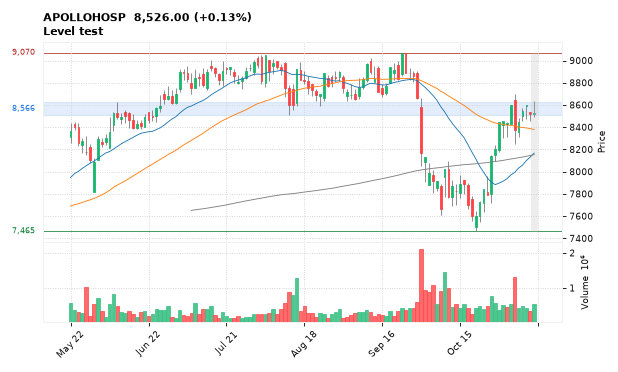 APOLLOHOSP 8,526.00 (+0.13%)
Level test
9,070
8,566
7,465
9000
8800
8600
8400
8200
8000
7800
7600
7400
Price
2
1
Volume 10⁶
May 22
Jun 22
Jul 21
Aug 18
Sep 16
Oct 15